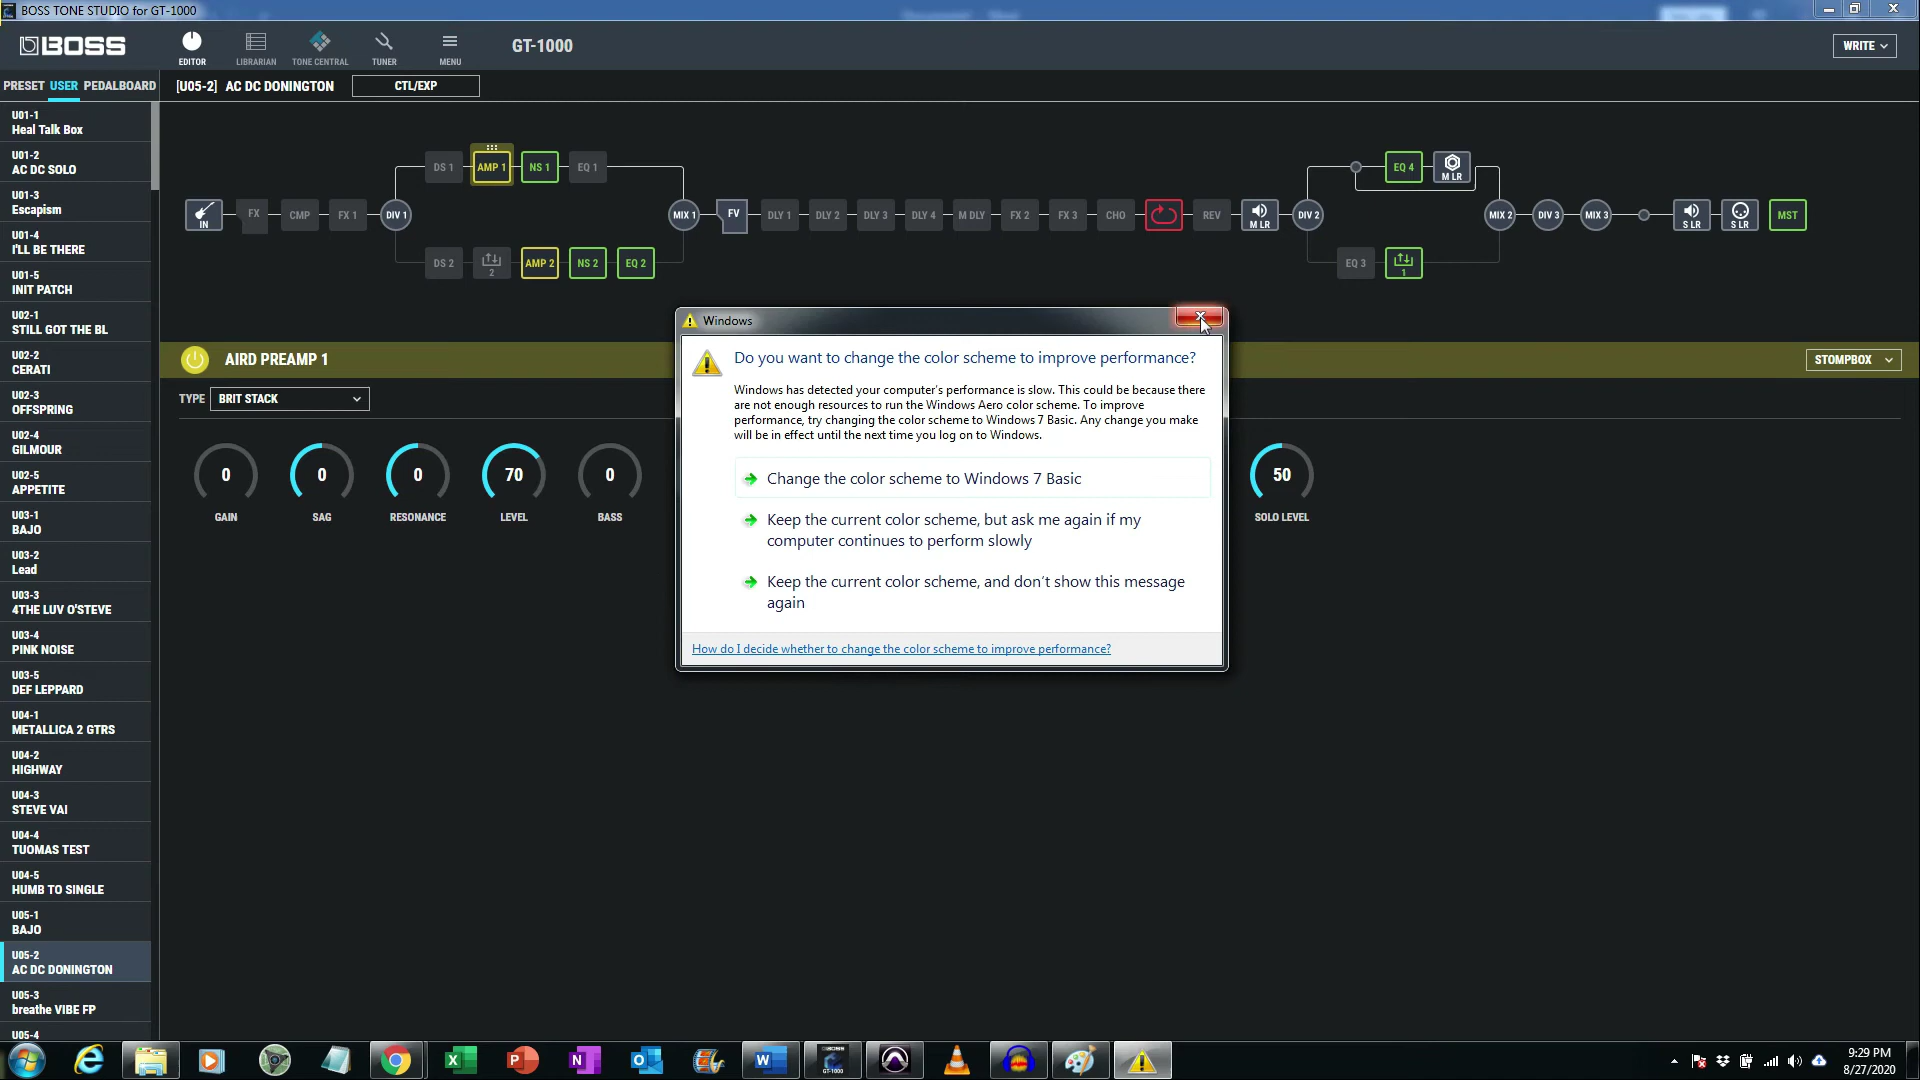 BOSS TONE STUDIO for GT-1000
BOSS
EDITOR
LIBRARIAN
TONE CENTRAL
TUNER
MENU
GT-1000
WRITE
PRESET USER PEDALBOARD
[U05-2] AC DC DONINGTON
CTL/EXP
U01-1
Heal Talk Box
U01-2
AC DC SOLO
U01-3
Escapism
U01-4
I'LL BE THERE
U01-5
INIT PATCH
U02-1
STILL GOT THE BL
U02-2
CERATI
U02-3
OFFSPRING
U02-4
GILMOUR
U02-5
APPETITE
U03-1
BAJO
U03-2
Lead
U03-3
4THE LUV O'STEVE
U03-4
PINK NOISE
U03-5
DEF LEPPARD
U04-1
METALLICA 2 GTRS
U04-2
HIGHWAY
U04-3
STEVE VAI
U04-4
TUOMAS TEST
U04-5
HUMB TO SINGLE
U05-1
BAJO
U05-2
AC DC DONINGTON
U05-3
breathe VIBE FP
U05-4
DS 1
AMP 1
NS 1
EQ 1
EQ 4
M LR
IN
FX
CMP
FX 1
DIV 1
MIX 1
FV
DLY 1
DLY 2
DLY 3
DLY 4
M DLY
FX 2
FX 3
CHO
REV
M LR
DIV 2
MIX 2
DIV 3
MIX 3
S LR
S LR
MST
DS 2
2
AMP 2
NS 2
EQ 2
EQ 3
1
AIRD PREAMP 1
STOMPBOX
TYPE
BRIT STACK
0
GAIN
0
SAG
0
RESONANCE
70
LEVEL
0
BASS
50
SOLO LEVEL
Windows
Do you want to change the color scheme to improve performance?
Windows has detected your computer's performance is slow. This could be because there
are not enough resources to run the Windows Aero color scheme. To improve
performance, try changing the color scheme to Windows 7 Basic. Any change you make
will be in effect until the next time you log on to Windows.
Change the color scheme to Windows 7 Basic
Keep the current color scheme, but ask me again if my
computer continues to perform slowly
Keep the current color scheme, and don't show this message
again
How do I decide whether to change the color scheme to improve performance?
GT-1000
9:29 PM
8/27/2020